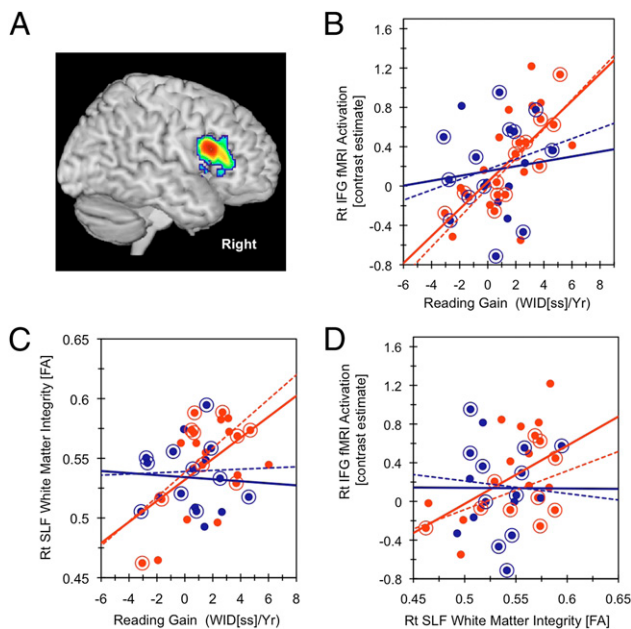 A
Right
B
Rt IFG fMRI Activation
[contrast estimate]
1.6
1.2
0.8
0.4
0
-0.4
-0.8
-6 -4 -2 0 2 4 6 8
Reading Gain (WID[ss]/Yr)
C
Rt SLF White Matter Integrity [FA]
0.65
0.6
0.55
0.5
0.45
-6 -4 -2 0 2 4 6 8
Reading Gain (WID[ss]/Yr)
D
Rt IFG fMRI Activation
[contrast estimate]
1.6
1.2
0.8
0.4
0
-0.4
-0.8
0.45 0.5 0.55 0.6 0.65
Rt SLF White Matter Integrity [FA]